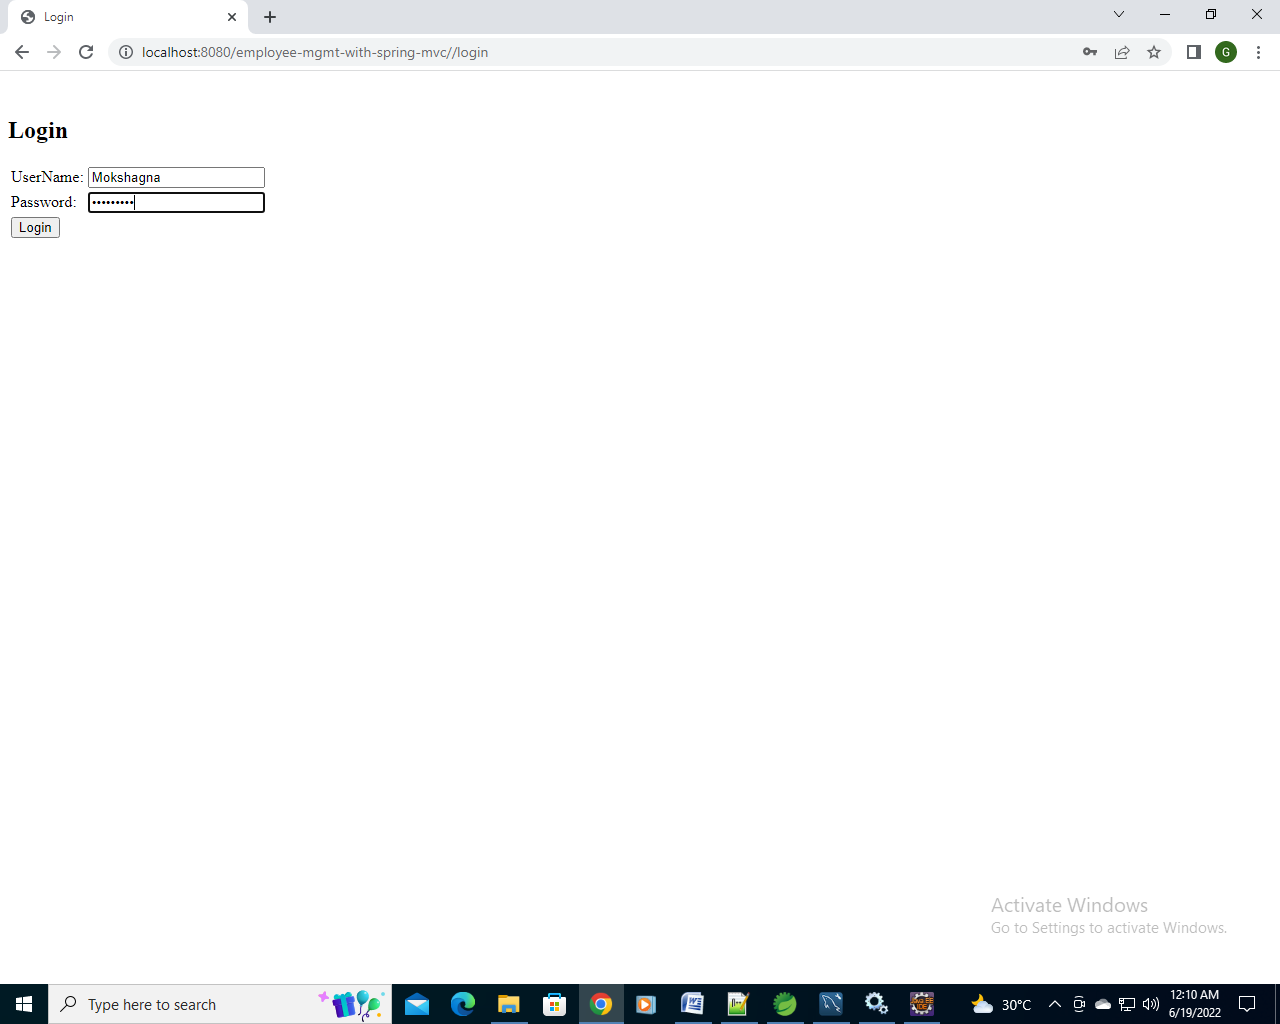 Login
localhost:8080/employee-mgmt-with-spring-mvc//login
G
Login
UserName: Mokshagna
Password: •••••••••
Login
Activate Windows
Go to Settings to activate Windows.
Type here to search
30°C
12:10 AM
6/19/2022